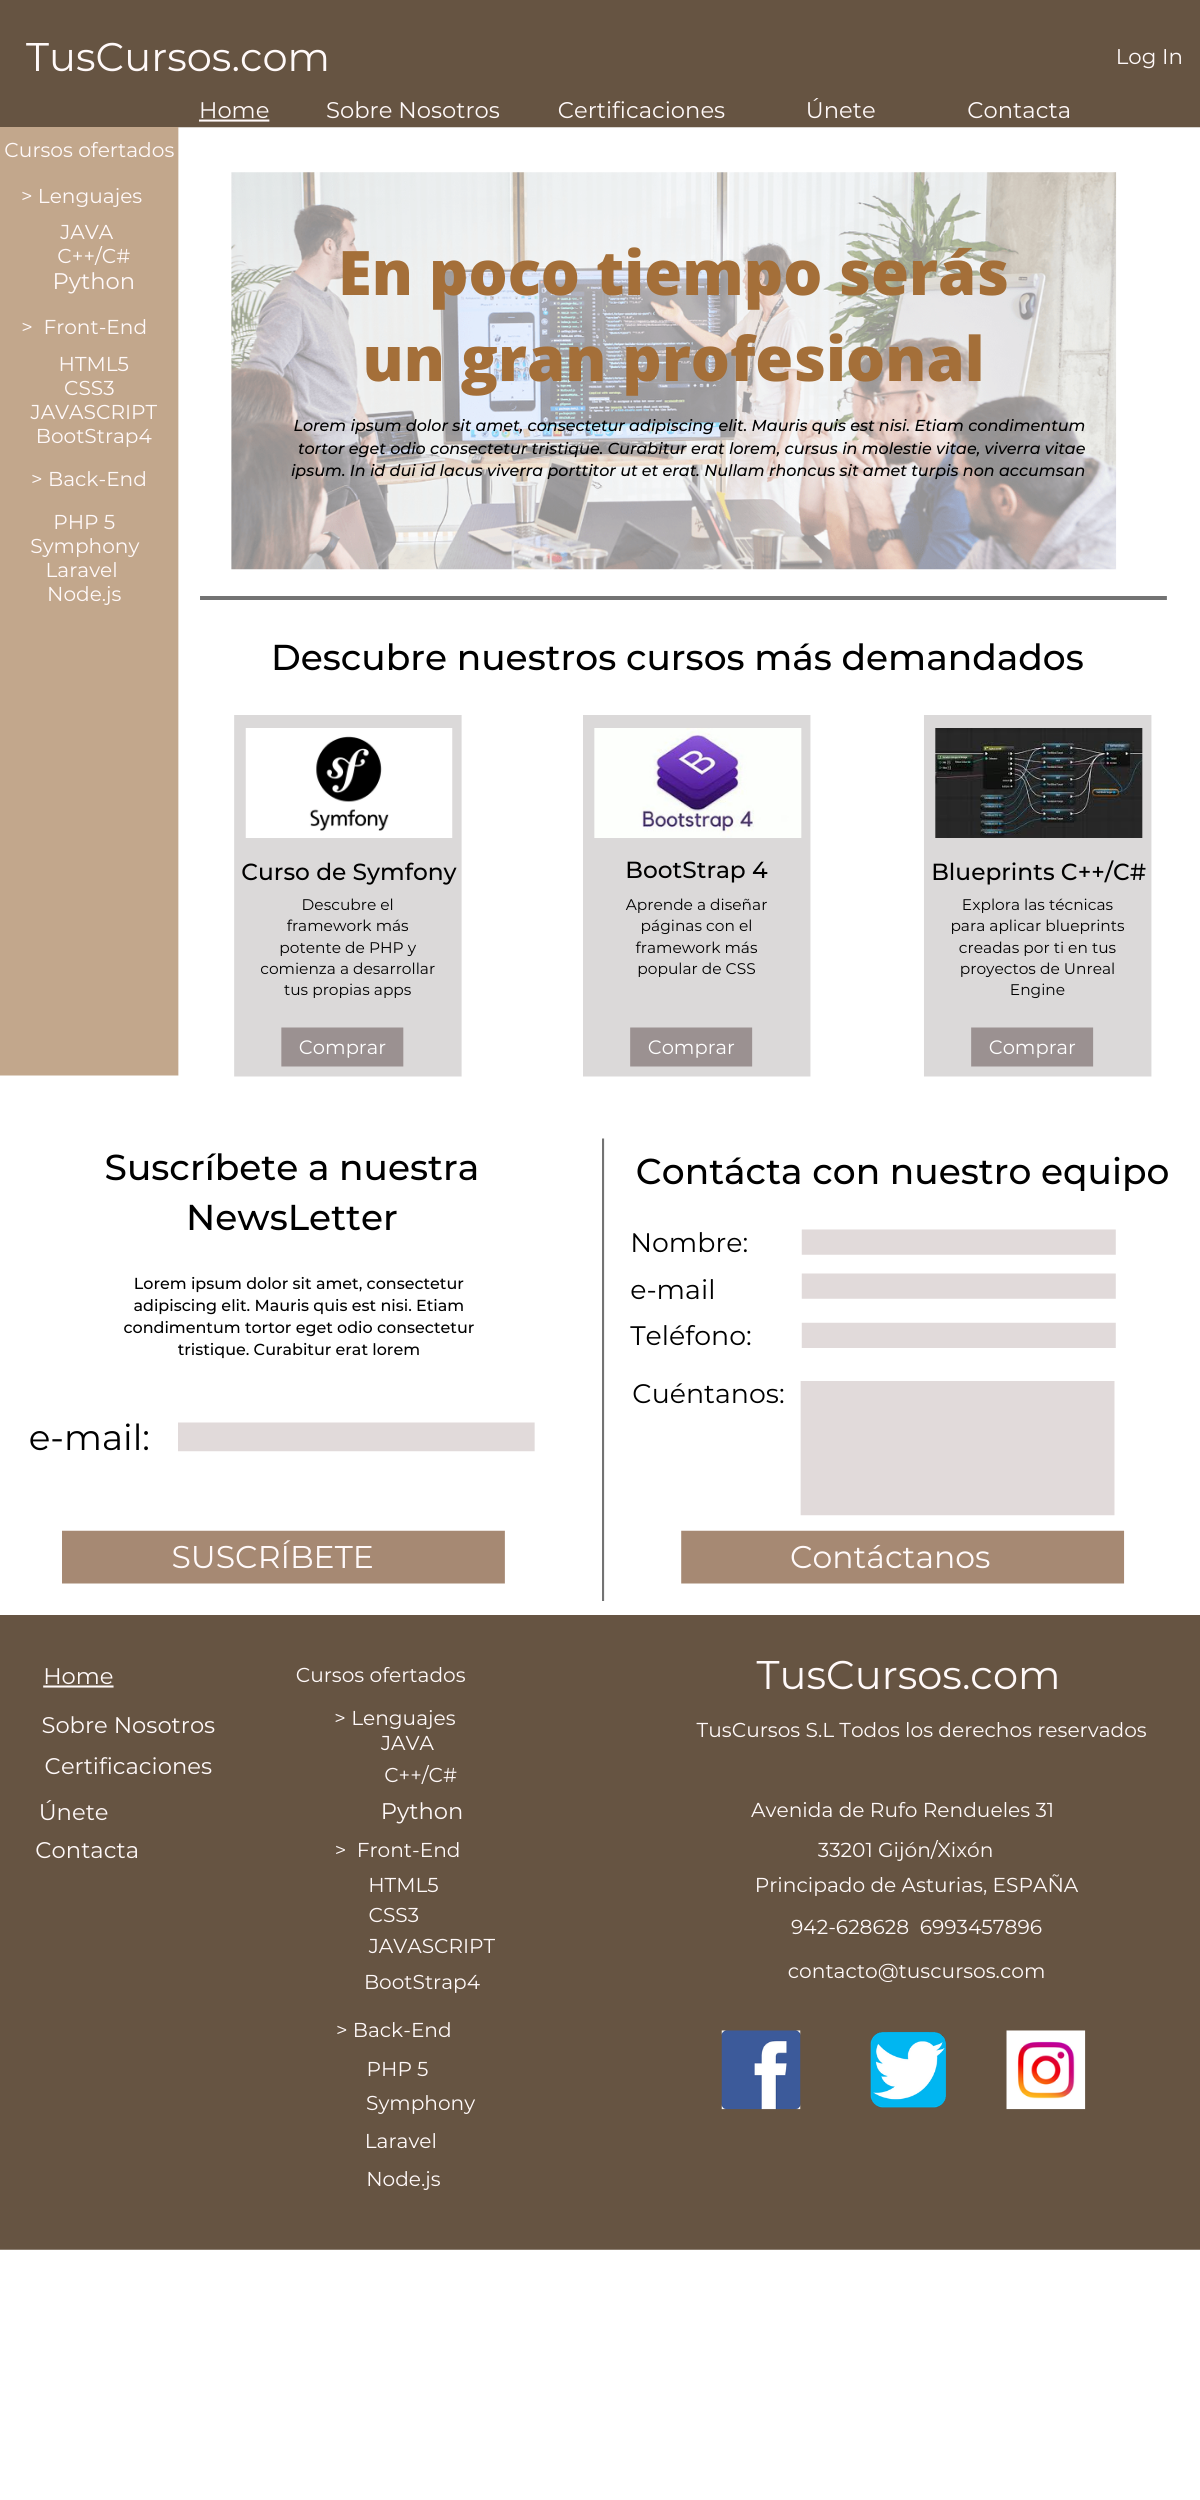 TusCursos.com
Log In
Home
Sobre Nosotros
Certificaciones
Únete
Contacta
Cursos ofertados
> Lenguajes
JAVA
C++/C#
Python
> Front-End
HTML5
CSS3
JAVASCRIPT
BootStrap4
> Back-End
PHP 5
Symphony
Laravel
Node.js
En poco tiempo serás
un gran profesional
Lorem ipsum dolor sit amet, consectetur adipiscing elit. Mauris quis est nisi. Etiam condimentum
tortor eget odio consectetur tristique. Curabitur erat lorem, cursus in molestie vitae, viverra vitae
ipsum. In id dui id lacus viverra porttitor ut et erat. Nullam rhoncus sit amet turpis non accumsan
Descubre nuestros cursos más demandados
sf
Symfony
Curso de Symfony
Descubre el
framework más
potente de PHP y
comienza a desarrollar
tus propias apps
Comprar
B
Bootstrap 4
BootStrap 4
Aprende a diseñar
páginas con el
framework más
popular de CSS
Comprar
Blueprints C++/C#
Explora las técnicas
para aplicar blueprints
creadas por ti en tus
proyectos de Unreal
Engine
Comprar
Suscríbete a nuestra
NewsLetter
Lorem ipsum dolor sit amet, consectetur
adipiscing elit. Mauris quis est nisi. Etiam
condimentum tortor eget odio consectetur
tristique. Curabitur erat lorem
e-mail:
SUSCRÍBETE
Contácta con nuestro equipo
Nombre:
e-mail
Teléfono:
Cuéntanos:
Contáctanos
Home
Sobre Nosotros
Certificaciones
Únete
Contacta
Cursos ofertados
> Lenguajes
JAVA
C++/C#
Python
> Front-End
HTML5
CSS3
JAVASCRIPT
BootStrap4
> Back-End
PHP 5
Symphony
Laravel
Node.js
TusCursos.com
TusCursos S.L Todos los derechos reservados
Avenida de Rufo Rendueles 31
33201 Gijón/Xixón
Principado de Asturias, ESPAÑA
942-628628 6993457896
contacto@tuscursos.com